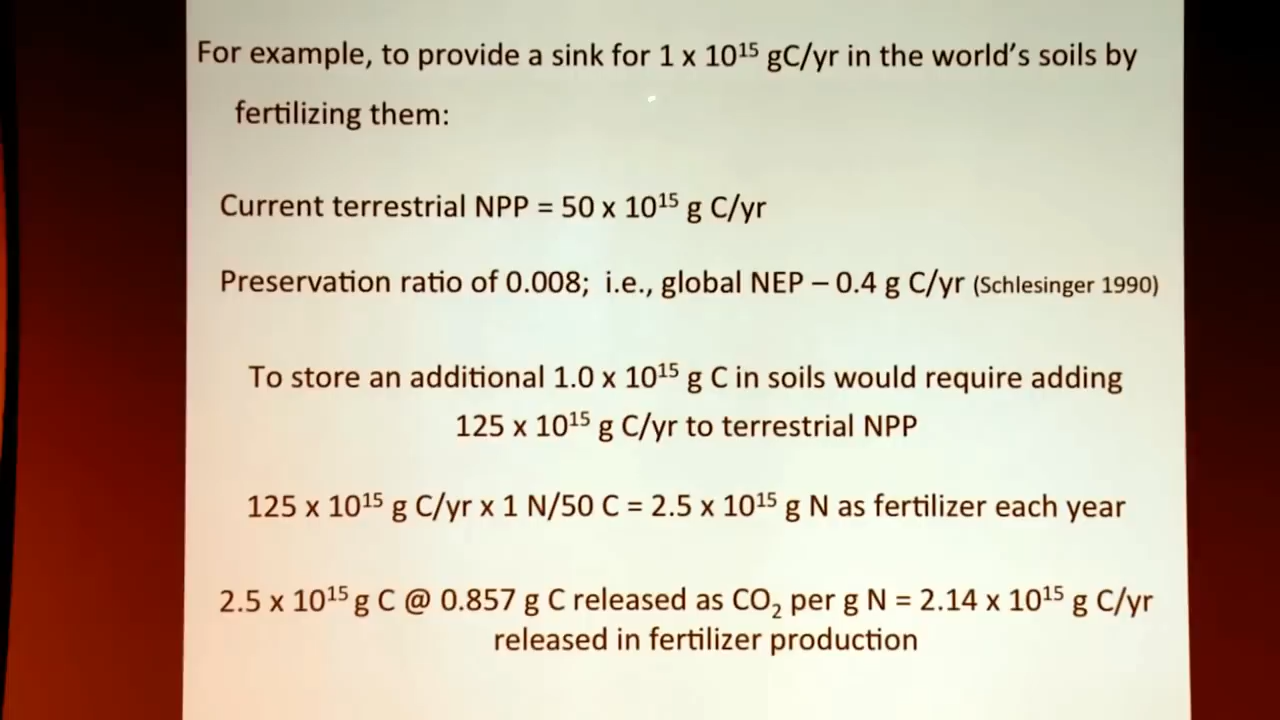 For example, to provide a sink for 1 x 10¹⁵ gC/yr in the world's soils by
fertilizing them:
Current terrestrial NPP = 50 x 10¹⁵ g C/yr
Preservation ratio of 0.008;  i.e., global NEP – 0.4 g C/yr (Schlesinger 1990)
To store an additional 1.0 x 10¹⁵ g C in soils would require adding
125 x 10¹⁵ g C/yr to terrestrial NPP
125 x 10¹⁵ g C/yr x 1 N/50 C = 2.5 x 10¹⁵ g N as fertilizer each year
2.5 x 10¹⁵ g C @ 0.857 g C released as CO₂ per g N = 2.14 x 10¹⁵ g C/yr
released in fertilizer production